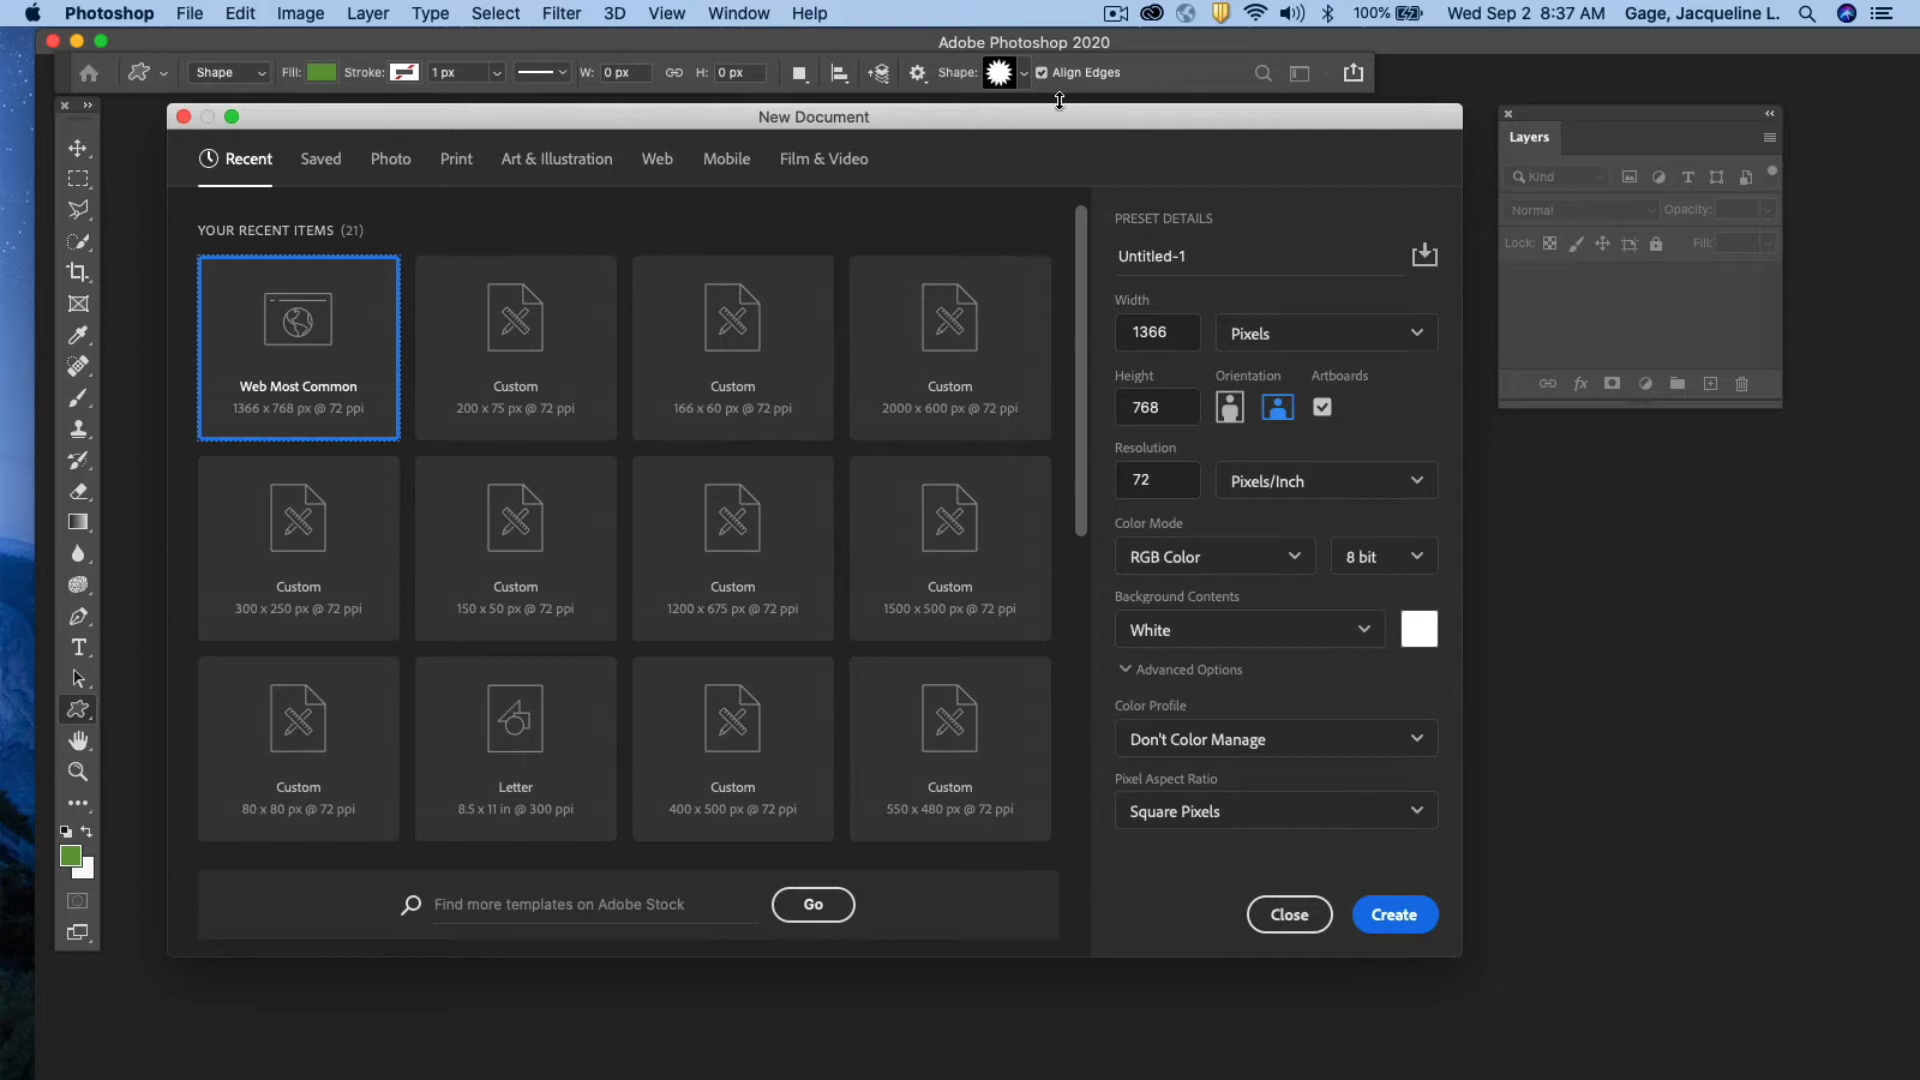 Photoshop File Edit Image Layer Type Select Filter 3D View Window Help 100% Wed Sep 2 8:37 AM Gage, Jacqueline L.
Adobe Photoshop 2020
Shape Fill: Stroke: 1 px W: 0 px H: 0 px Shape: Align Edges
New Document
Layers
Recent Saved Photo Print Art & Illustration Web Mobile Film & Video
Kind
Normal Opacity:
Lock: Fill:
YOUR RECENT ITEMS (21)
Web Most Common
1366 x 768 px @ 72 ppi
Custom
200 x 75 px @ 72 ppi
Custom
166 x 60 px @ 72 ppi
Custom
2000 x 600 px @ 72 ppi
Custom
300 x 250 px @ 72 ppi
Custom
150 x 50 px @ 72 ppi
Custom
1200 x 675 px @ 72 ppi
Custom
1500 x 500 px @ 72 ppi
Custom
80 x 80 px @ 72 ppi
Letter
8.5 x 11 in @ 300 ppi
Custom
400 x 500 px @ 72 ppi
Custom
550 x 480 px @ 72 ppi
Find more templates on Adobe Stock Go
PRESET DETAILS
Untitled-1
Width
1366 Pixels
Height Orientation Artboards
768
Resolution
72 Pixels/Inch
Color Mode
RGB Color 8 bit
Background Contents
White
Advanced Options
Color Profile
Don't Color Manage
Pixel Aspect Ratio
Square Pixels
Close Create